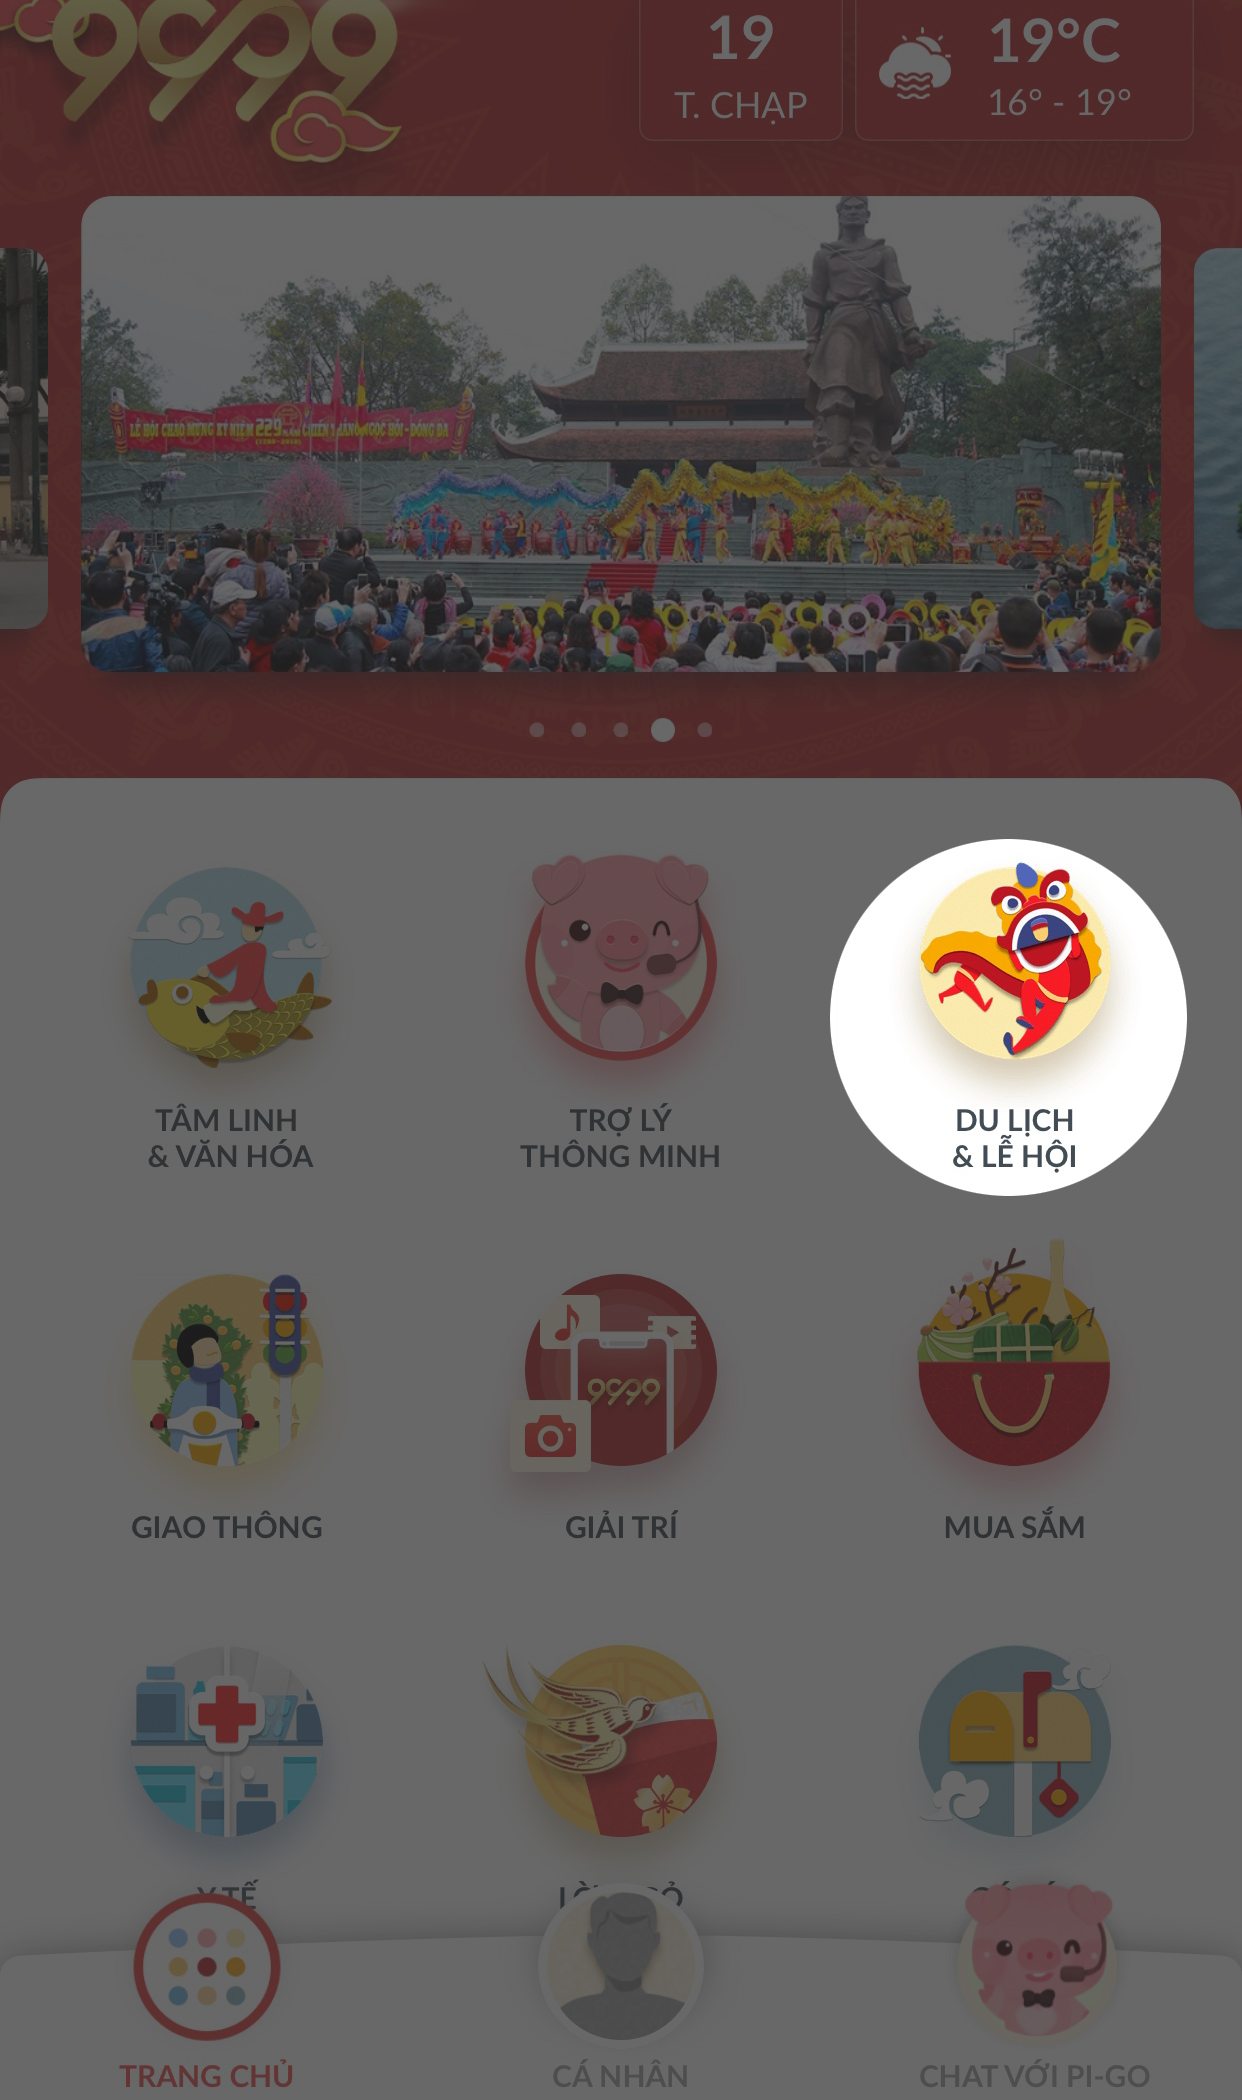 9999
19
19°C
T. CHẠP
16° - 19°
LỄ HỘI CHÀO MỪNG KỶ NIỆM 229 NĂM CHIẾN THẮNG NGỌC HỒI - ĐỐNG ĐA
TÂM LINH
& VĂN HÓA
TRỢ LÝ
THÔNG MINH
DU LỊCH
& LỄ HỘI
9999
GIAO THÔNG
GIẢI TRÍ
MUA SẮM
Y TẾ
TRANG CHỦ
CÁ NHÂN
CHAT VỚI PI-GO